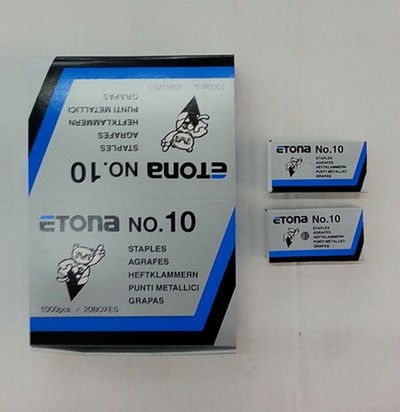 1000pcs × 20BOXES
GRAPAS
PUNTI METALLICI
HEFTKLAMMERN
AGRAFES
STAPLES
ETONA NO.10
ETONA NO.10
STAPLES
AGRAFES
HEFTKLAMMERN
PUNTI METALLICI
GRAPAS
1000pcs × 20BOXES
ETONA No.10
STAPLES
AGRAFES
HEFTKLAMMERN
PUNTI METALLICI
GRAPAS
ETONA No.10
STAPLES
AGRAFES
HEFTKLAMMERN
PUNTI METALLICI
GRAPAS